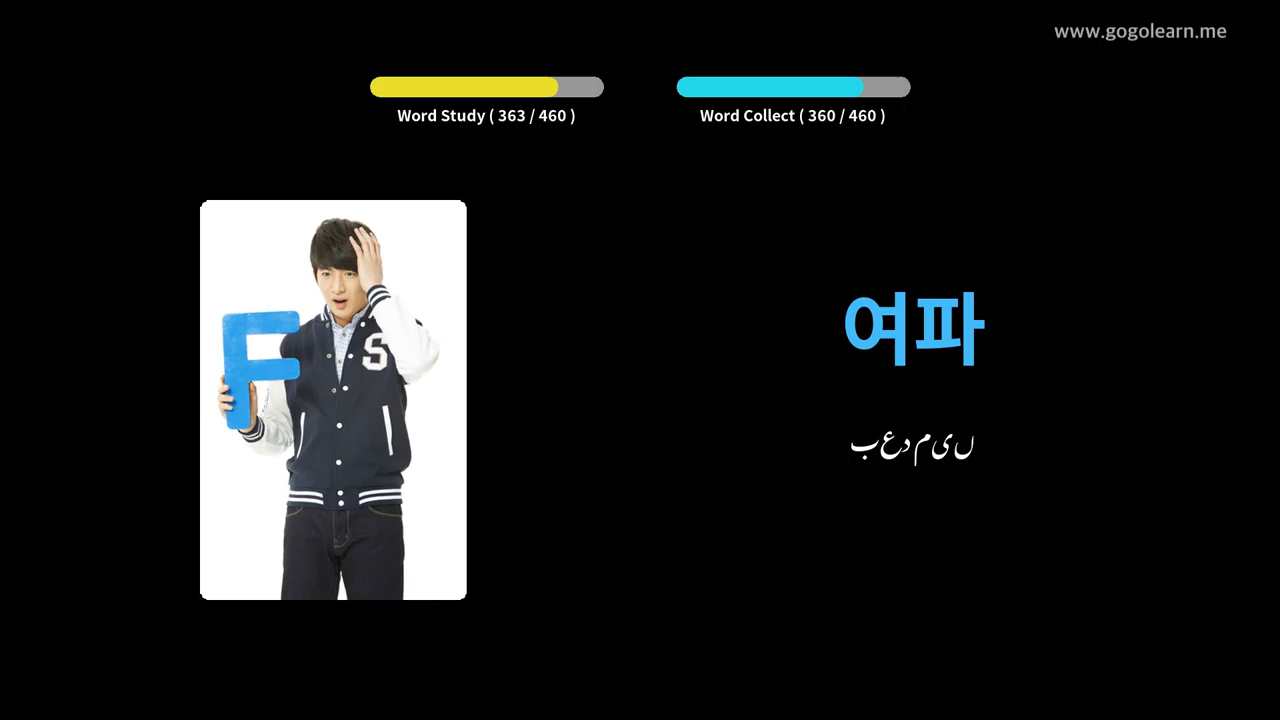 www.gogolearn.me
Word Study ( 363 / 460 )
Word Collect ( 360 / 460 )
F
S
여파
بعد میں